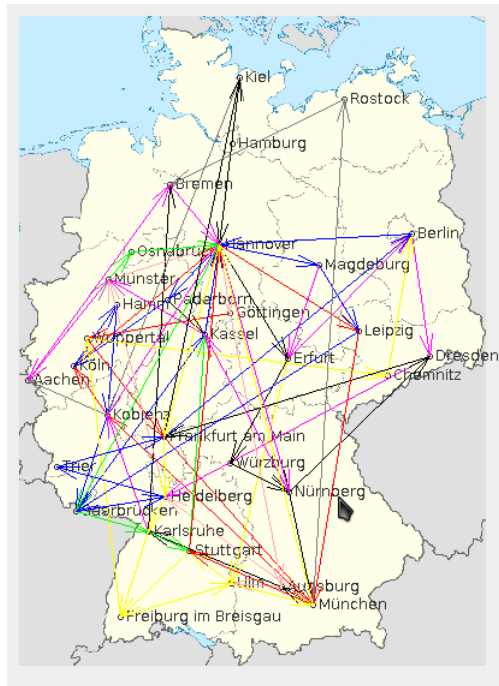 Kiel
Rostock
Hamburg
Bremen
Hannover
Berlin
Osnabrü
Magdeburg
Münster
Hamm
Paderborn
Göttingen
Wuppertal
Kassel
Leipzig
Köln
Erfurt
Dresden
Aachen
Chemnitz
Koblenz
Frankfurt am Main
Trier
Würzburg
Heidelberg
Nürnberg
Saarbrücken
Karlsruhe
Stuttgart
Ulm
Augsburg
München
Freiburg im Breisgau